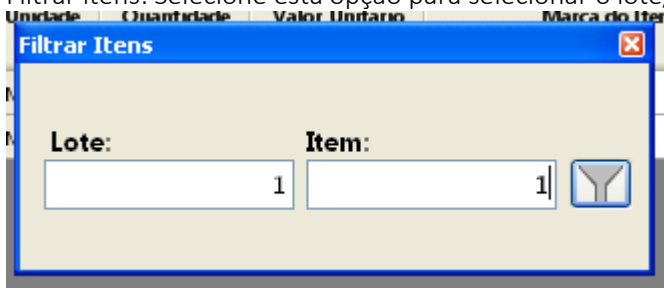 Filtrar Itens: Selecione esta opção para selecionar o lote,
Unidade Quantidade Valor Unitário Marca do Ite
Filtrar Itens
Lote: Item:
1 1